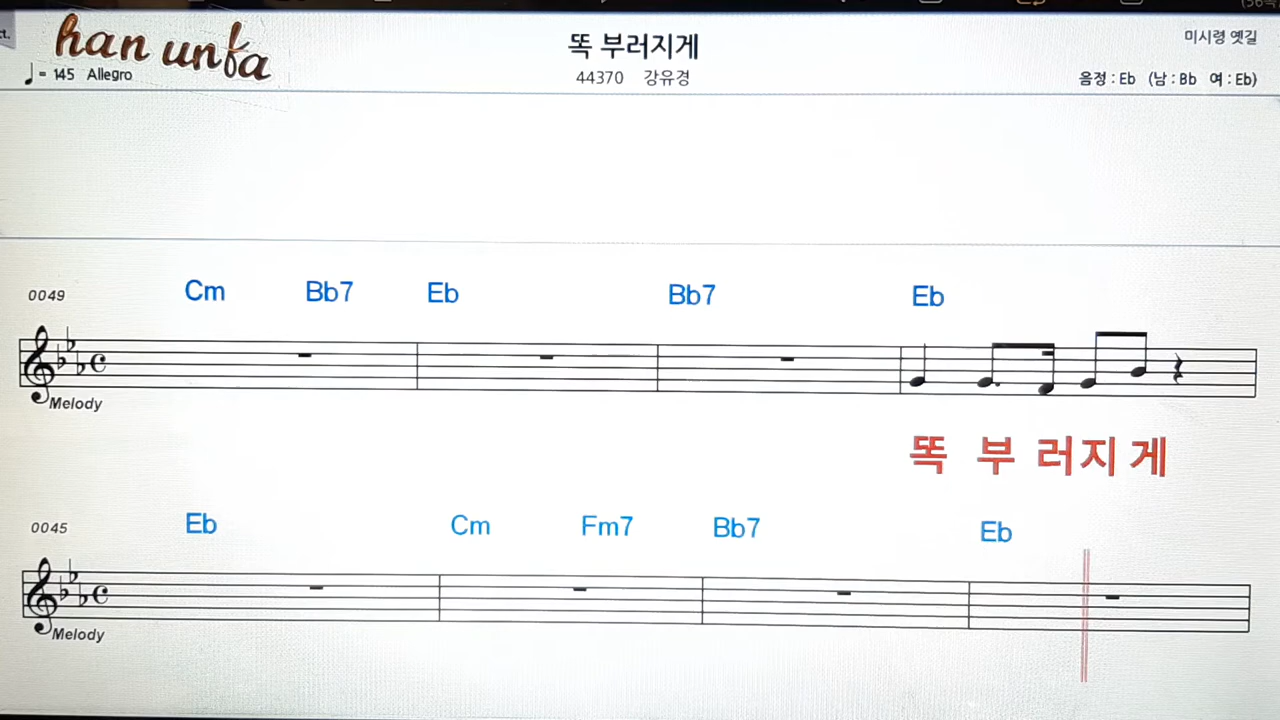 han unfa
똑 부러지게
미시령 옛길
♩= 145 Allegro
44370 강유경
음정 : Eb (남 : Bb 여 : Eb)
0049 Cm Bb7 Eb Bb7 Eb
Melody
똑 부 러지 게
0045 Eb Cm Fm7 Bb7 Eb
Melody